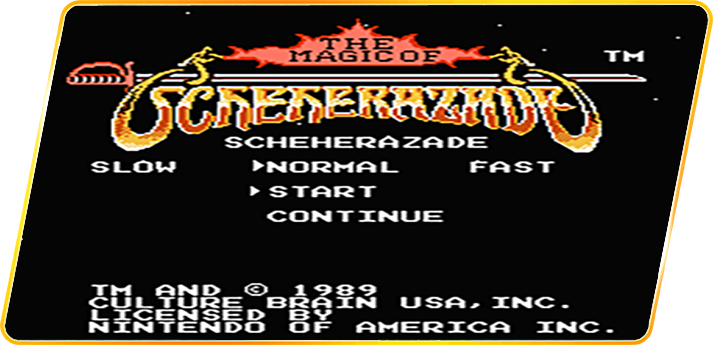 THE
MAGIC OF
TM
SCHEHERAZADE
SCHEHERAZADE
SLOW NORMAL FAST
START
CONTINUE
TM AND © 1989
CULTURE BRAIN USA, INC.
LICENSED BY
NINTENDO OF AMERICA INC.